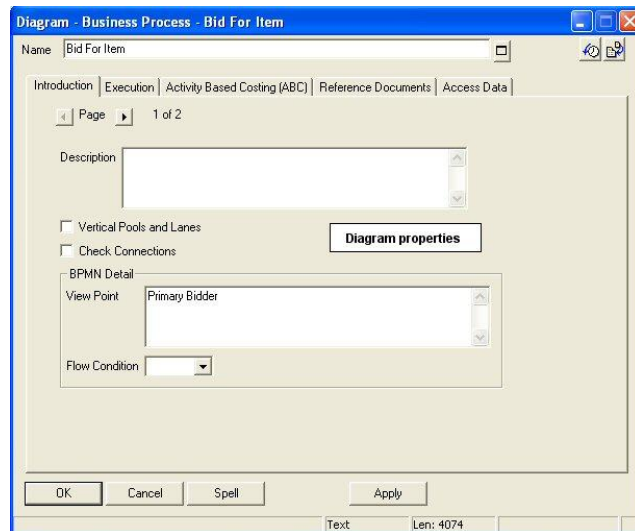 Diagram - Business Process - Bid For Item
Name Bid For Item
Introduction Execution Activity Based Costing (ABC) Reference Documents Access Data
Page 1 of 2
Description
Vertical Pools and Lanes
Diagram properties
Check Connections
BPMN Detail
View Point Primary Bidder
Flow Condition
OK Cancel Spell Apply
Text Len: 4074